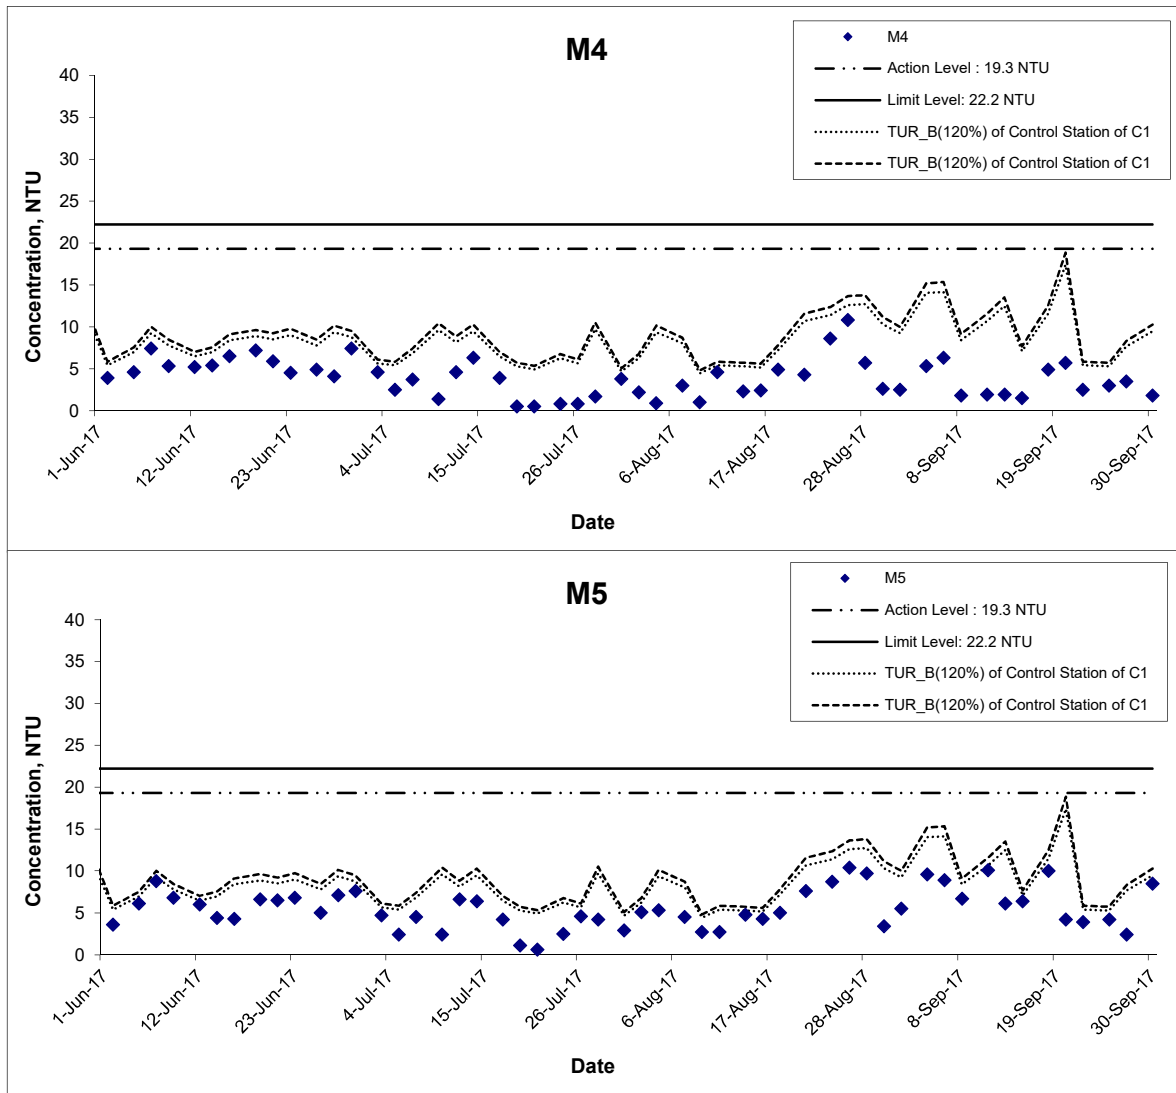 M4
M4
Action Level : 19.3 NTU
Limit Level: 22.2 NTU
TUR_B(120%) of Control Station of C1
TUR_B(120%) of Control Station of C1
Concentration, NTU
40
35
30
25
20
15
10
5
0
1-Jun-17
12-Jun-17
23-Jun-17
4-Jul-17
15-Jul-17
26-Jul-17
6-Aug-17
17-Aug-17
28-Aug-17
8-Sep-17
19-Sep-17
30-Sep-17
Date
M5
M5
Action Level : 19.3 NTU
Limit Level: 22.2 NTU
TUR_B(120%) of Control Station of C1
TUR_B(120%) of Control Station of C1
Concentration, NTU
40
35
30
25
20
15
10
5
0
1-Jun-17
12-Jun-17
23-Jun-17
4-Jul-17
15-Jul-17
26-Jul-17
6-Aug-17
17-Aug-17
28-Aug-17
8-Sep-17
19-Sep-17
30-Sep-17
Date